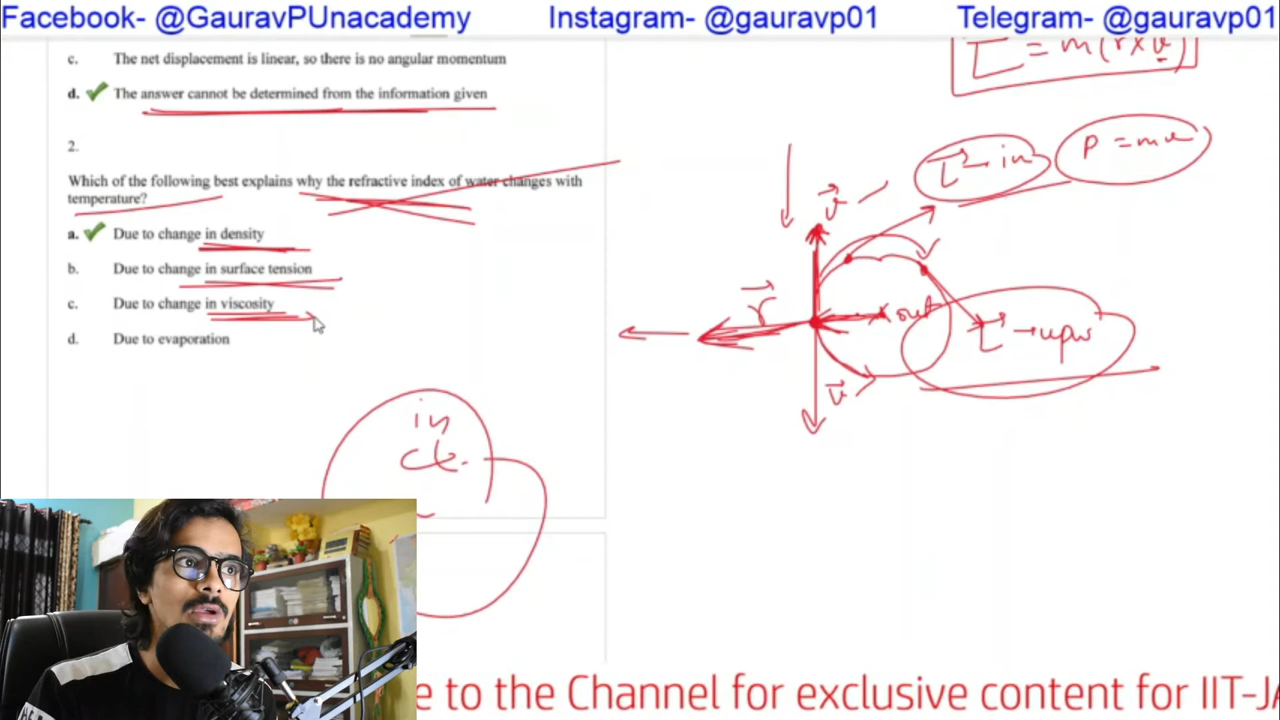 Facebook- @GauravPUnacademy Instagram- @gauravp01 Telegram- @gauravp01
c. The net displacement is linear, so there is no angular momentum
d. The answer cannot be determined from the information given
2.
Which of the following best explains why the refractive index of water changes with
temperature?
a. Due to change in density
b. Due to change in surface tension
c. Due to change in viscosity
d. Due to evaporation
= m(r×v)
in
P = mv
v
r
out
v
in
e to the Channel for exclusive content for IIT-J